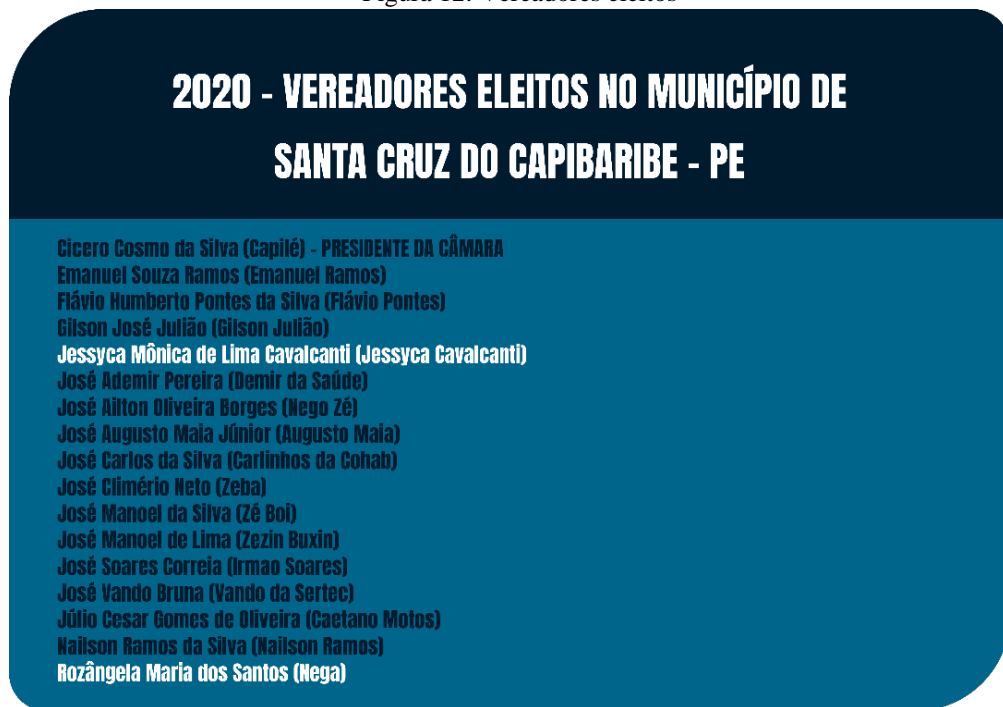 Figura 12: Vereadores eleitos
2020 - VEREADORES ELEITOS NO MUNICÍPIO DE
SANTA CRUZ DO CAPIBARIBE - PE
Cicero Cosmo da Silva (Capilé) - PRESIDENTE DA CÂMARA
Emanuel Souza Ramos (Emanuel Ramos)
Flávio Humberto Pontes da Silva (Flávio Pontes)
Gilson José Julião (Gilson Julião)
Jessyca Mônica de Lima Cavalcanti (Jessyca Cavalcanti)
José Ademir Pereira (Demir da Saúde)
José Ailton Oliveira Borges (Nego Zé)
José Augusto Maia Júnior (Augusto Maia)
José Carlos da Silva (Carlinhos da Cohab)
José Climério Neto (Zeba)
José Manoel da Silva (Zé Boi)
José Manoel de Lima (Zezin Buxin)
José Soares Correia (Irmao Soares)
José Vando Bruna (Vando da Sertec)
Júlio Cesar Gomes de Oliveira (Caetano Motos)
Nailson Ramos da Silva (Nailson Ramos)
Rozângela Maria dos Santos (Nega)